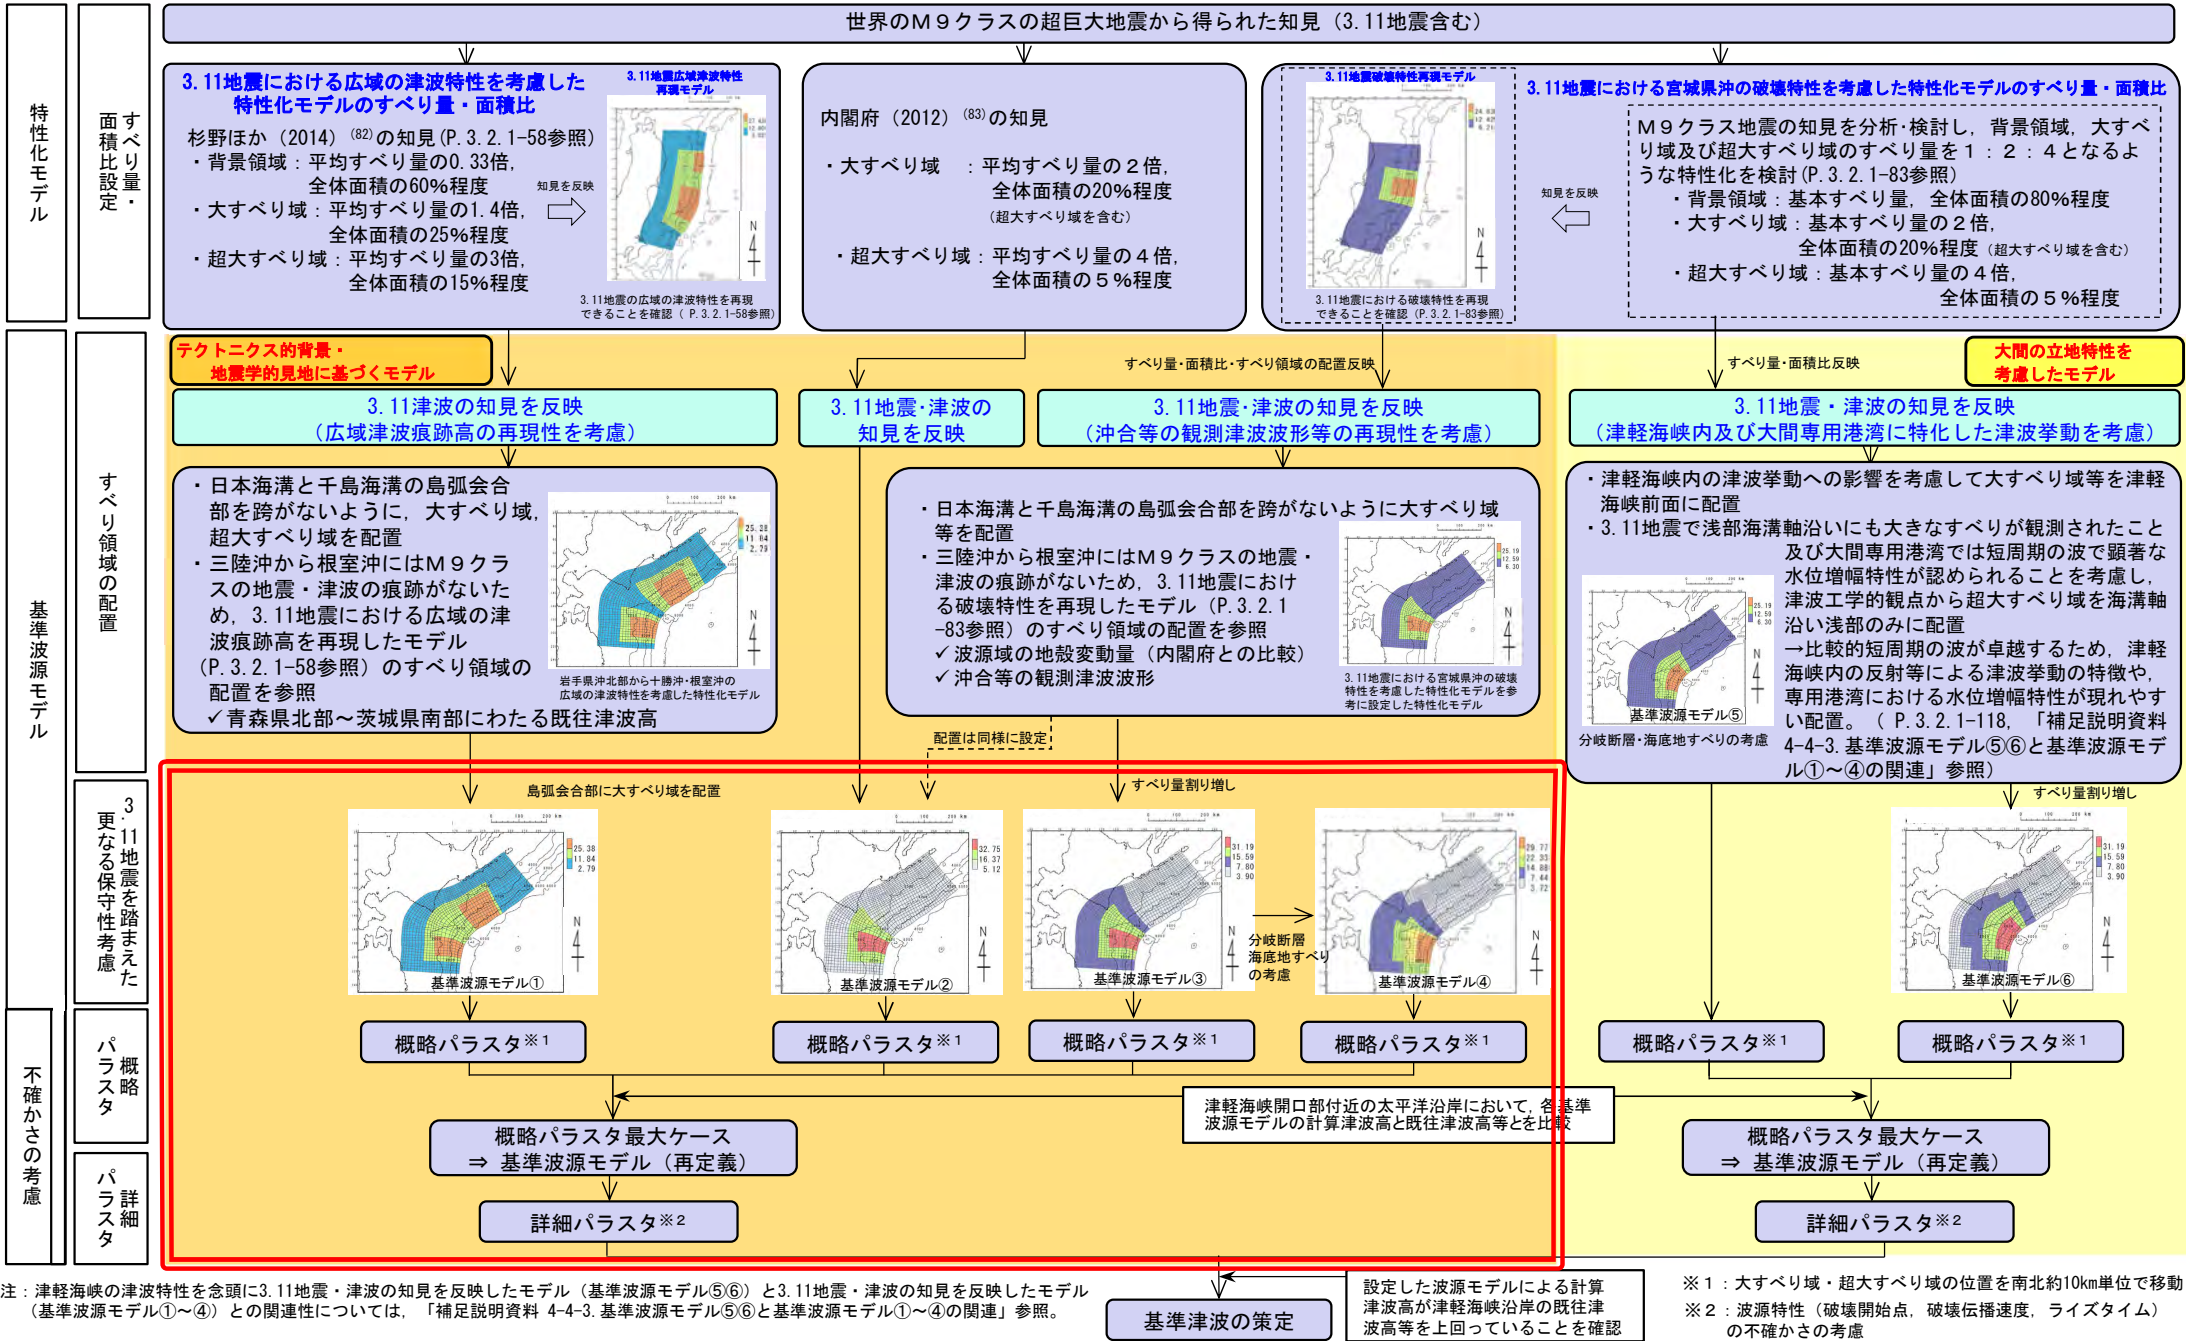 世界のM9クラスの超巨大地震から得られた知見（3.11地震含む）
特性化モデル
すべり量・
面積比設定
3.11地震における広域の津波特性を考慮した
特性化モデルのすべり量・面積比
杉野ほか（2014）(82)の知見(P.3.2.1-58参照)
・背景領域：平均すべり量の0.33倍,
全体面積の60%程度
・大すべり域：平均すべり量の1.4倍,
全体面積の25%程度
・超大すべり域：平均すべり量の3倍,
全体面積の15%程度
知見を反映
3.11地震広域津波特性
再現モデル
N
3.11地震の広域の津波特性を再現
できることを確認（ P.3.2.1-58参照)
内閣府（2012）(83)の知見
・大すべり域　：平均すべり量の２倍,
全体面積の20%程度
（超大すべり域を含む）
・超大すべり域：平均すべり量の４倍,
全体面積の５%程度
3.11地震破壊特性再現モデル
N
3.11地震における破壊特性を再現
できることを確認（P.3.2.1-83参照)
知見を反映
3.11地震における宮城県沖の破壊特性を考慮した特性化モデルのすべり量・面積比
M９クラス地震の知見を分析・検討し，背景領域，大すべ
り域及び超大すべり域のすべり量を１：２：４となるよ
うな特性化を検討(P.3.2.1-83参照)
・背景領域：基本すべり量，全体面積の80%程度
・大すべり域：基本すべり量の２倍,
全体面積の20%程度（超大すべり域を含む）
・超大すべり域：基本すべり量の４倍,
全体面積の５%程度
基準波源モデル
すべり領域の配置
テクトニクス的背景・
地震学的見地に基づくモデル
すべり量・面積比・すべり領域の配置反映
すべり量・面積比反映
大間の立地特性を
考慮したモデル
3.11津波の知見を反映
（広域津波痕跡高の再現性を考慮）
3.11地震・津波の
知見を反映
3.11地震・津波の知見を反映
（沖合等の観測津波波形等の再現性を考慮）
3.11地震・津波の知見を反映
（津軽海峡内及び大間専用港湾に特化した津波挙動を考慮）
・日本海溝と千島海溝の島弧会合
部を跨がないように，大すべり域，
超大すべり域を配置
・三陸沖から根室沖にはM９クラ
スの地震・津波の痕跡がないた
め，3.11地震における広域の津
波痕跡高を再現したモデル
(P.3.2.1-58参照）のすべり領域の
配置を参照
✓青森県北部～茨城県南部にわたる既往津波高
0 100 200 km
25.28
11.84
2.79
N
岩手県沖北部から十勝沖・根室沖の
広域の津波特性を考慮した特性化モデル
・日本海溝と千島海溝の島弧会合部を跨がないように大すべり域
等を配置
・三陸沖から根室沖にはM９クラスの地震・
津波の痕跡がないため，3.11地震におけ
る破壊特性を再現したモデル（P.3.2.1
-83参照）のすべり領域の配置を参照
✓波源域の地殻変動量（内閣府との比較）
✓沖合等の観測津波波形
25.19
12.59
6.30
N
3.11地震における宮城県沖の破壊
特性を考慮した特性化モデルを参
考に設定した特性化モデル
・津軽海峡内の津波挙動への影響を考慮して大すべり域等を津軽
海峡前面に配置
・3.11地震で浅部海溝軸沿いにも大きなすべりが観測されたこと
及び大間専用港湾では短周期の波で顕著な
水位増幅特性が認められることを考慮し，
津波工学的観点から超大すべり域を海溝軸
沿い浅部のみに配置
→比較的短周期の波が卓越するため，津軽
海峡内の反射等による津波挙動の特徴や，
専用港湾における水位増幅特性が現れやす
い配置。（ P.3.2.1-118，「補足説明資料
4-4-3.基準波源モデル⑤⑥と基準波源モデ
ル①～④の関連」参照）
25.19
12.59
6.30
N
基準波源モデル⑤
分岐断層・海底地すべりの考慮
配置は同様に設定
3.11地震を踏まえた
更なる保守性考慮
島弧会合部に大すべり域を配置
すべり量割り増し
すべり量割り増し
0 100 200 km
25.38
11.84
2.79
N
基準波源モデル①
0 100 200 km
32.75
16.37
5.12
N
基準波源モデル②
0 100 200 km
31.19
15.59
7.80
3.90
N
基準波源モデル③
分岐断層
海底地すべり
の考慮
29.77
22.33
14.88
7.44
3.72
N
基準波源モデル④
0 100 200 km
31.19
15.59
7.80
3.90
N
基準波源モデル⑥
不確かさの考慮
概略
パラスタ
概略パラスタ※1
概略パラスタ※1
概略パラスタ※1
概略パラスタ※1
概略パラスタ※1
概略パラスタ※1
津軽海峡開口部付近の太平洋沿岸において，各基準
波源モデルの計算津波高と既往津波高等とを比較
概略パラスタ最大ケース
⇒ 基準波源モデル（再定義）
概略パラスタ最大ケース
⇒ 基準波源モデル（再定義）
詳細
パラスタ
詳細パラスタ※2
詳細パラスタ※2
注：津軽海峡の津波特性を念頭に3.11地震・津波の知見を反映したモデル（基準波源モデル⑤⑥）と3.11地震・津波の知見を反映したモデル
（基準波源モデル①～④）との関連性については，「補足説明資料 4-4-3.基準波源モデル⑤⑥と基準波源モデル①～④の関連」参照。
基準津波の策定
設定した波源モデルによる計算
津波高が津軽海峡沿岸の既往津
波高等を上回っていることを確認
※１：大すべり域・超大すべり域の位置を南北約10km単位で移動
※２：波源特性（破壊開始点，破壊伝播速度，ライズタイム）
の不確かさの考慮